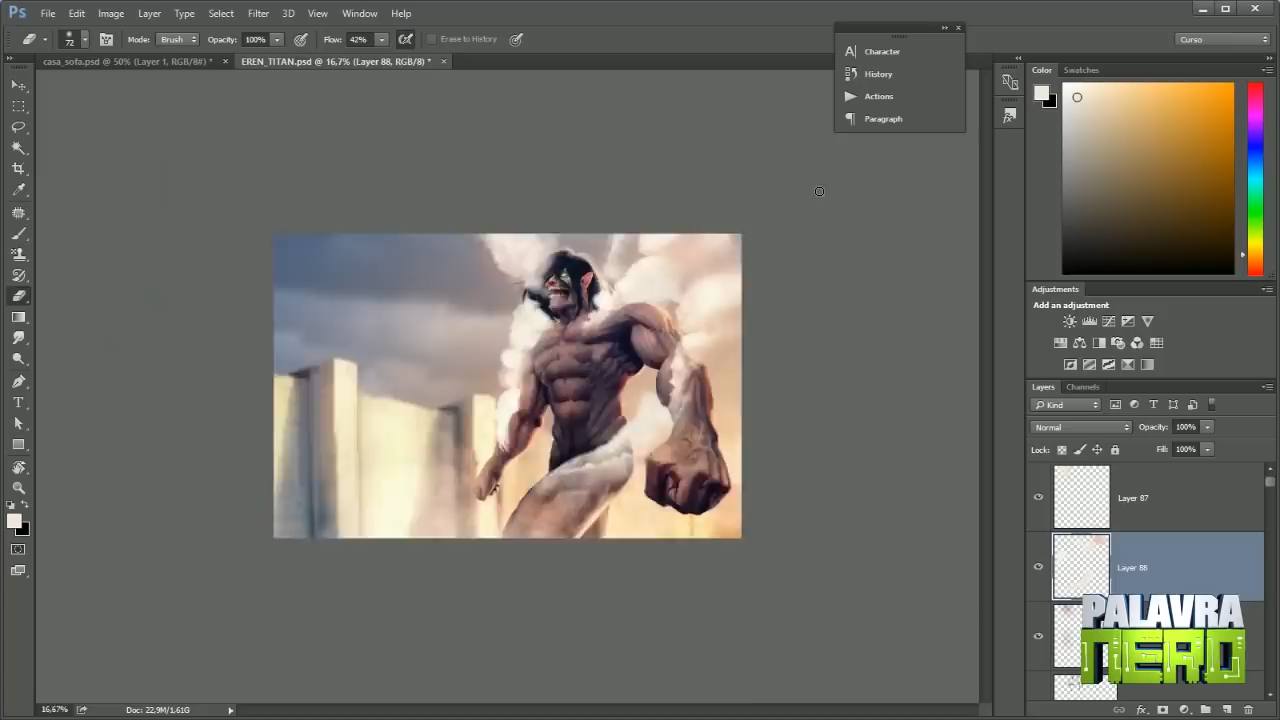 Ps File Edit Image Layer Type Select Filter 3D View Window Help
72 Mode: Brush Opacity: 100% Flow: 42% Erase to History Curso
casa_sofa.psd @ 50% (Layer 1, RGB/8#) * × EREN_TITAN.psd @ 16,7% (Layer 88, RGB/8) * ×
Character
History
Actions
Paragraph
Color Swatches
Adjustments
Add an adjustment
Layers Channels
Kind
Normal Opacity: 100%
Lock: Fill: 100%
Layer 87
Layer 88
PALAVRA
NERD
16,67% Doc: 22,9M/1,61G